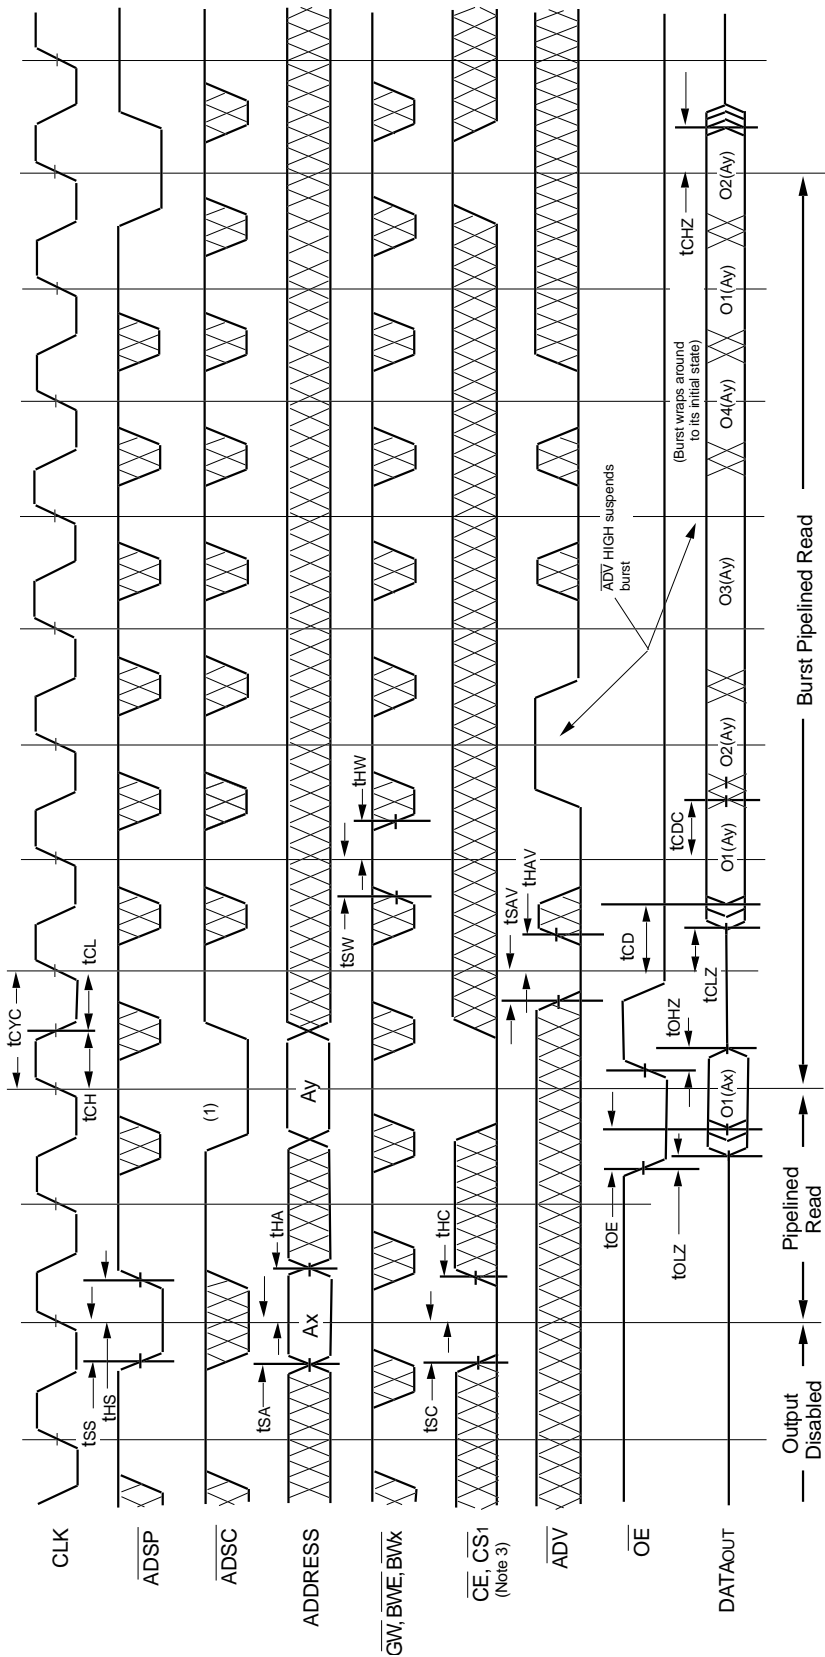 CLK
tCYC
tCH
tCL
tSS
tHS
ADSP
ADSC
(1)
tSA
tHA
ADDRESS
Ax
Ay
tSW
tHW
GW, BWE, BWx
tSC
tHC
CE, CS1
(Note 3)
tSAV
tHAV
ADV
ADV HIGH suspends
burst
OE
tOE
tOHZ
tCD
tOLZ
tCLZ
tCDC
(Burst wraps around
to its initial state)
tCHZ
DATAOUT
O1(Ax)
O1(Ay)
O2(Ay)
O3(Ay)
O4(Ay)
O1(Ay)
O2(Ay)
Output
Disabled
Pipelined
Read
Burst Pipelined Read